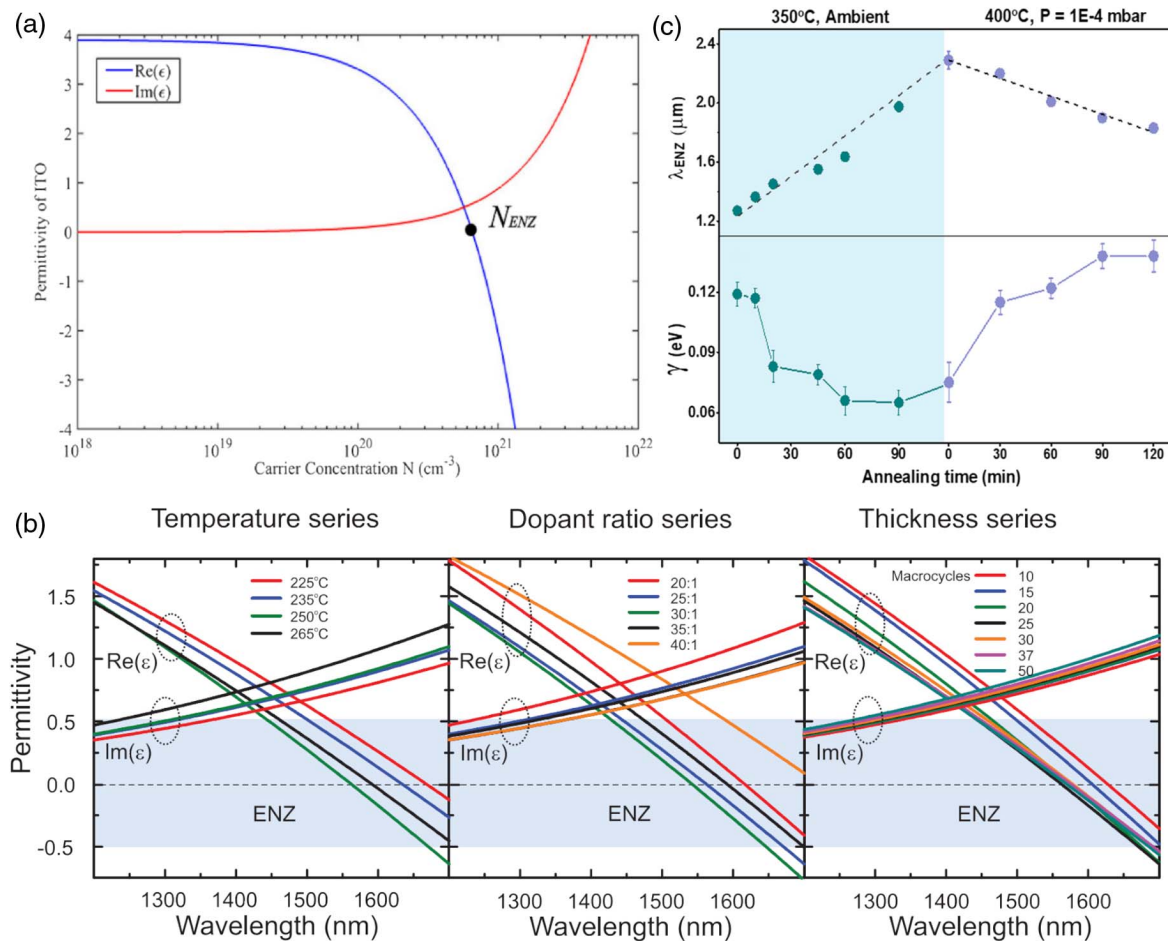 (a)
4
3
2
1
0
-1
-2
-3
-4
Re(ϵ)
Im(ϵ)
N_ENZ
Permittivity of ITO
10^18
10^19
10^20
10^21
10^22
Carrier Concentration N (cm^-3)
(c)
350°C, Ambient
400°C, P = 1E-4 mbar
2.4
2.0
1.6
1.2
λ_ENZ (μm)
0.12
0.09
0.06
γ (eV)
0 30 60 90 0 30 60 90 120
Annealing time (min)
(b)
Temperature series
Dopant ratio series
Thickness series
Permittivity
1.5
1.0
0.5
0.0
-0.5
225°C
235°C
250°C
265°C
Re(ε)
Im(ε)
ENZ
1300 1400 1500 1600
Wavelength (nm)
20:1
25:1
30:1
35:1
40:1
Re(ε)
Im(ε)
ENZ
1300 1400 1500 1600
Wavelength (nm)
Macrocycles 10
15
20
25
30
37
50
Re(ε)
Im(ε)
ENZ
1300 1400 1500 1600
Wavelength (nm)